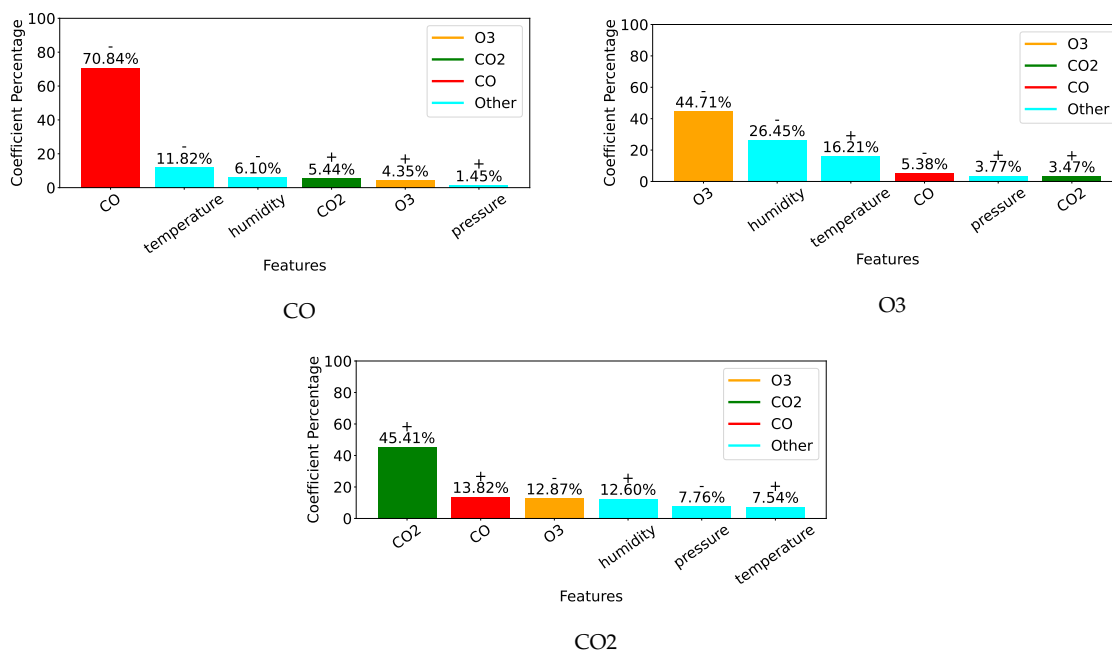 Coefficient Percentage
100
80
60
40
20
0
-
70.84%
-
11.82%
-
6.10%
+
5.44%
+
4.35%
+
1.45%
O3
CO2
CO
Other
CO
temperature
humidity
CO2
O3
pressure
Features
CO
Coefficient Percentage
100
80
60
40
20
0
-
44.71%
-
26.45%
+
16.21%
-
5.38%
+
3.77%
+
3.47%
O3
CO2
CO
Other
O3
humidity
temperature
CO
pressure
CO2
Features
O3
Coefficient Percentage
100
80
60
40
20
0
+
45.41%
+
13.82%
-
12.87%
+
12.60%
-
7.76%
+
7.54%
O3
CO2
CO
Other
CO2
CO
O3
humidity
pressure
temperature
Features
CO2